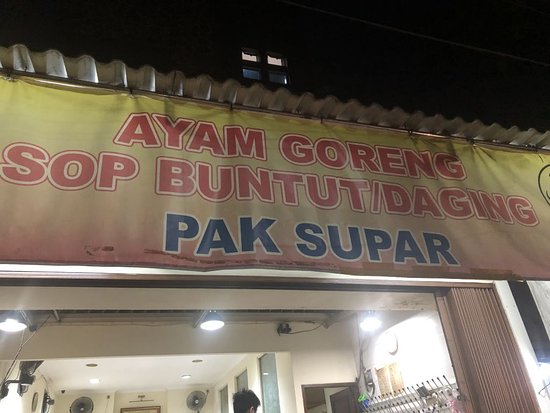 AYAM GORENG
SOP BUNTUT/DAGING
PAK SUPAR